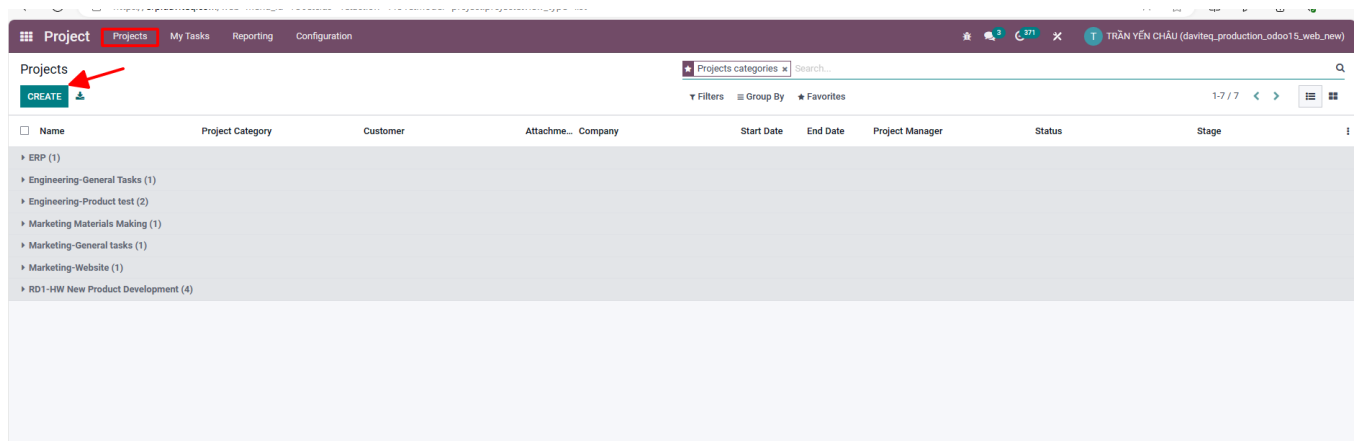 Project Projects My Tasks Reporting Configuration 3 371 T TRẦN YẾN CHÂU (daviteq_production_odoo15_web_new)
Projects Projects categories × Search...
CREATE Filters Group By Favorites 1-7 / 7
Name Project Category Customer Attachme... Company Start Date End Date Project Manager Status Stage
ERP (1)
Engineering-General Tasks (1)
Engineering-Product test (2)
Marketing Materials Making (1)
Marketing-General tasks (1)
Marketing-Website (1)
RD1-HW New Product Development (4)